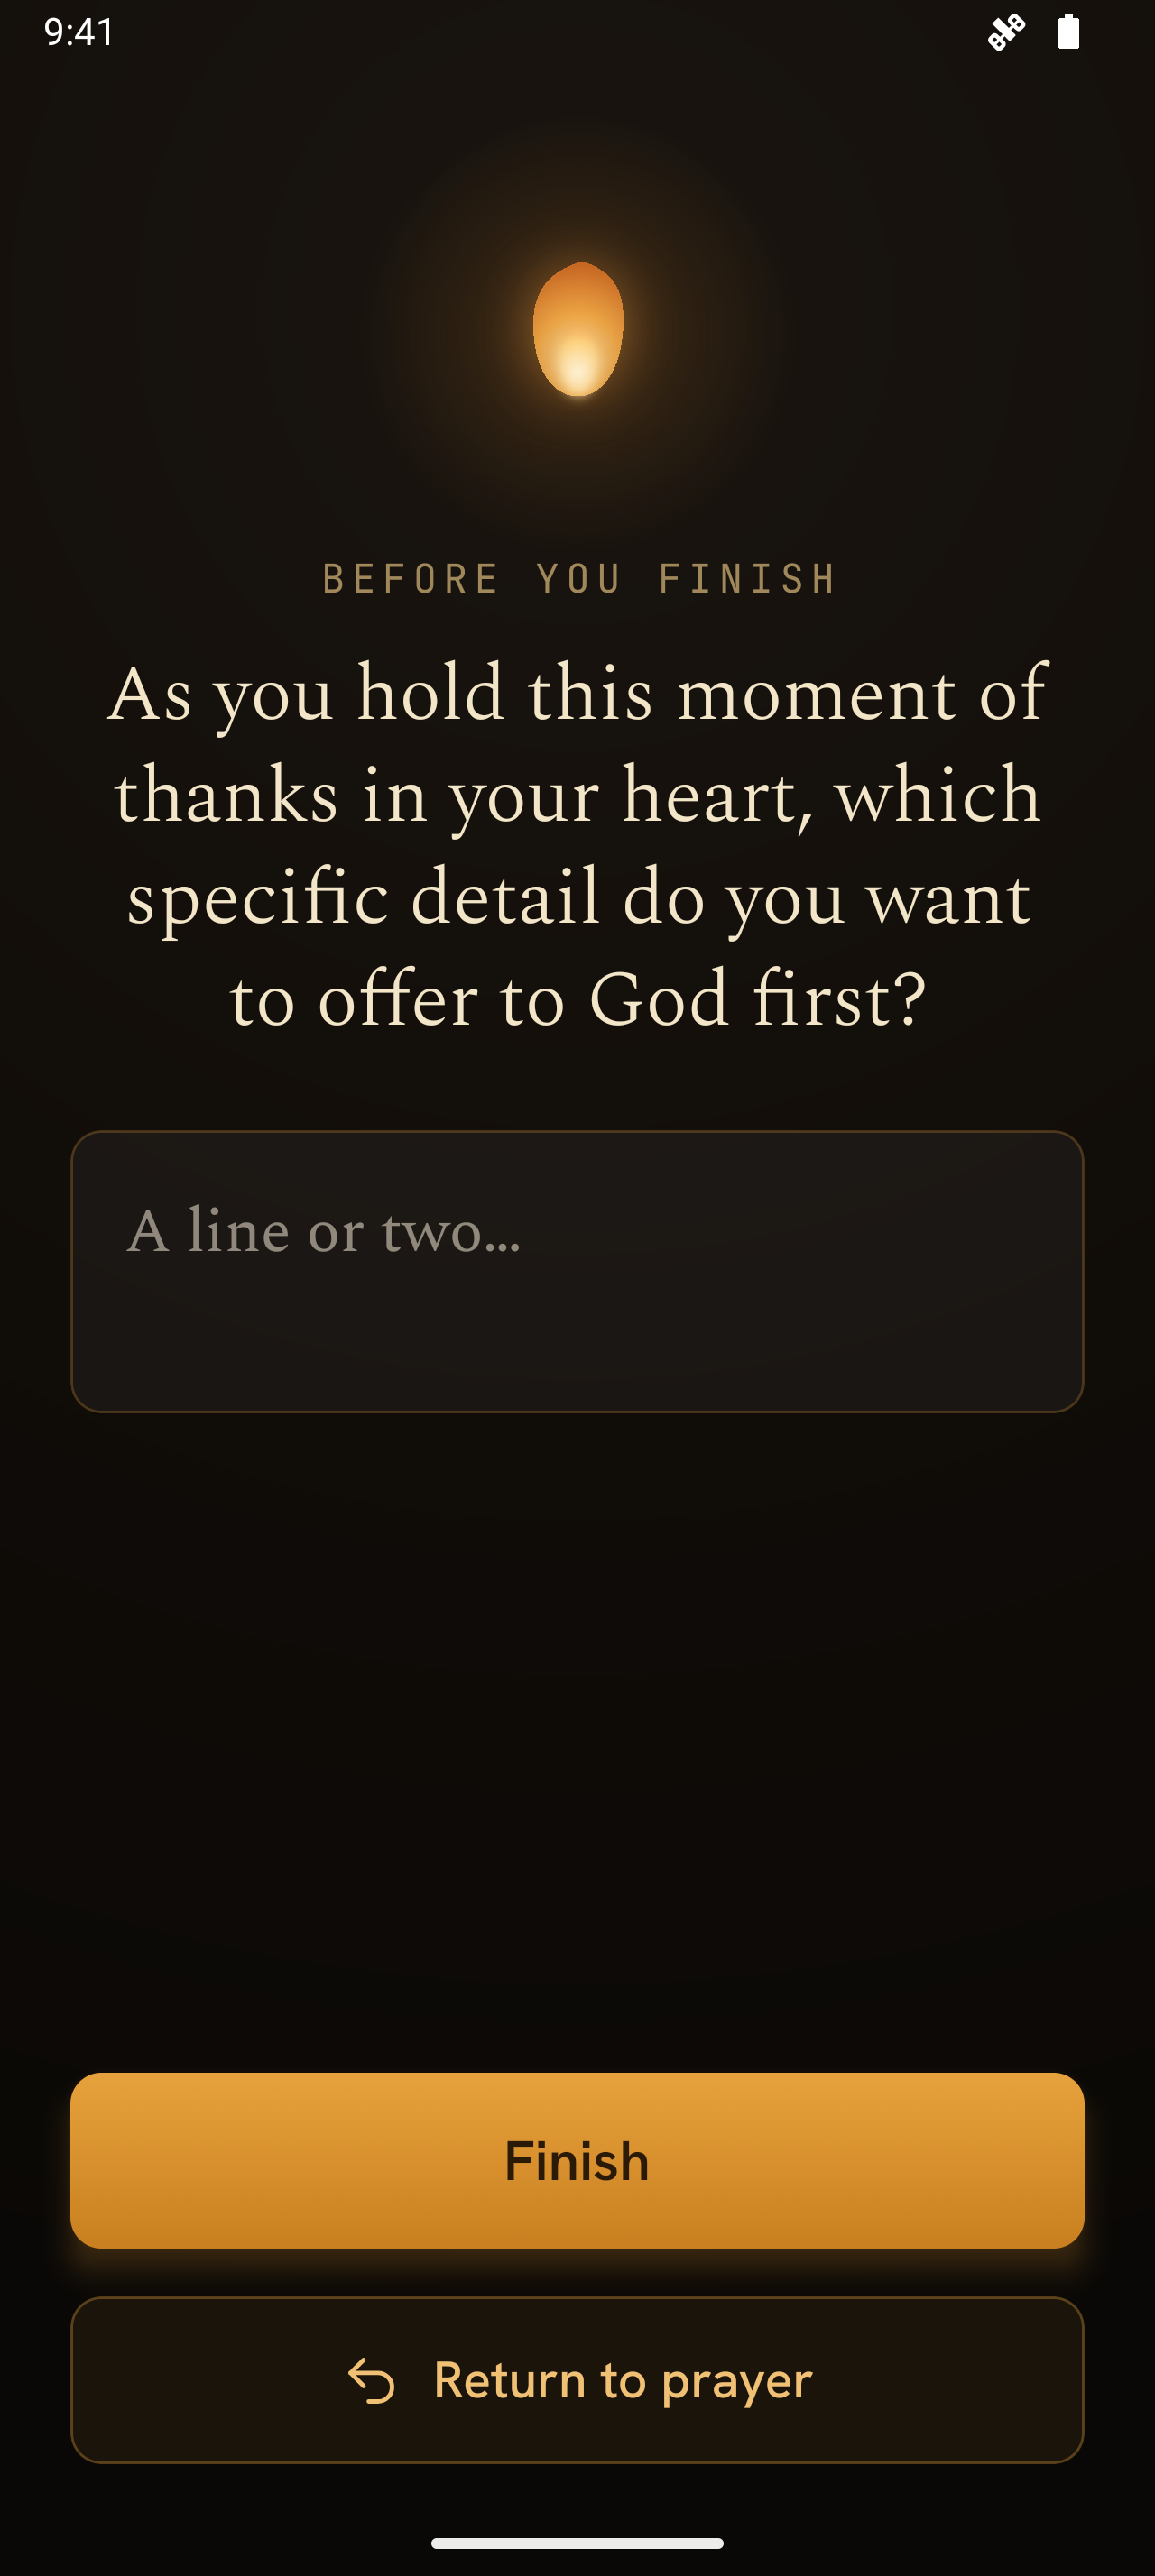 9:41
BEFORE YOU FINISH
As you hold this moment of
thanks in your heart, which
specific detail do you want
to offer to God first?
A line or two…
Finish
Return to prayer